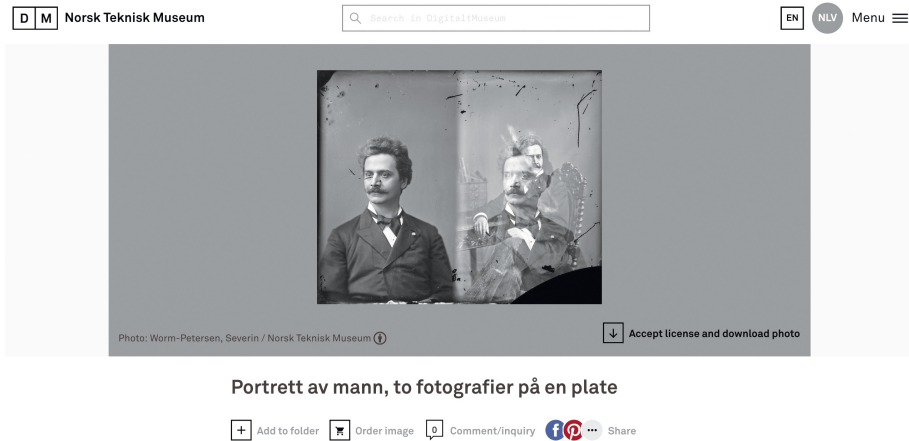 D M Norsk Teknisk Museum
Search in DigitaltMuseum
EN NLV Menu
Photo: Worm-Petersen, Severin / Norsk Teknisk Museum
Accept license and download photo
Portrett av mann, to fotografier på en plate
Add to folder Order image 0 Comment/inquiry Share